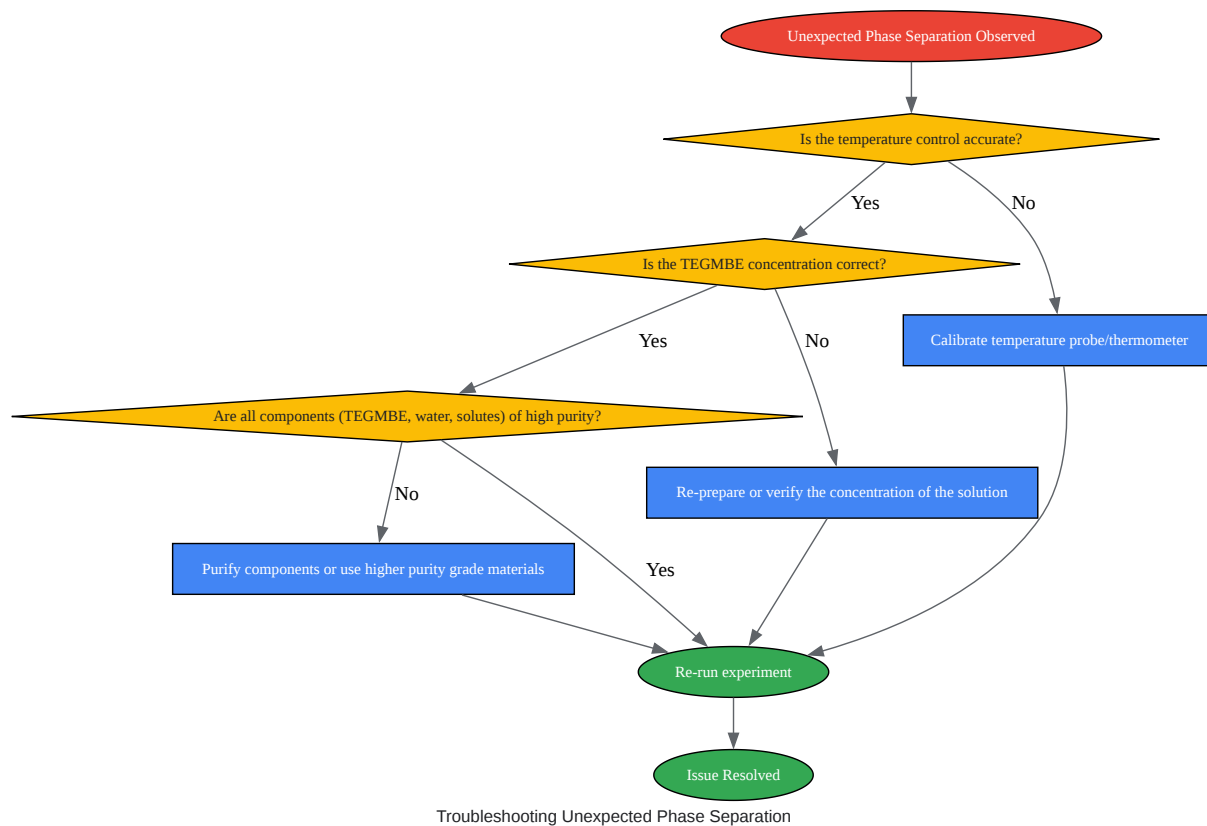 Unexpected Phase Separation Observed
Is the temperature control accurate?
Yes
No
Is the TEGMBE concentration correct?
Calibrate temperature probe/thermometer
Yes
No
Are all components (TEGMBE, water, solutes) of high purity?
Re-prepare or verify the concentration of the solution
No
Yes
Purify components or use higher purity grade materials
Re-run experiment
Issue Resolved
Troubleshooting Unexpected Phase Separation